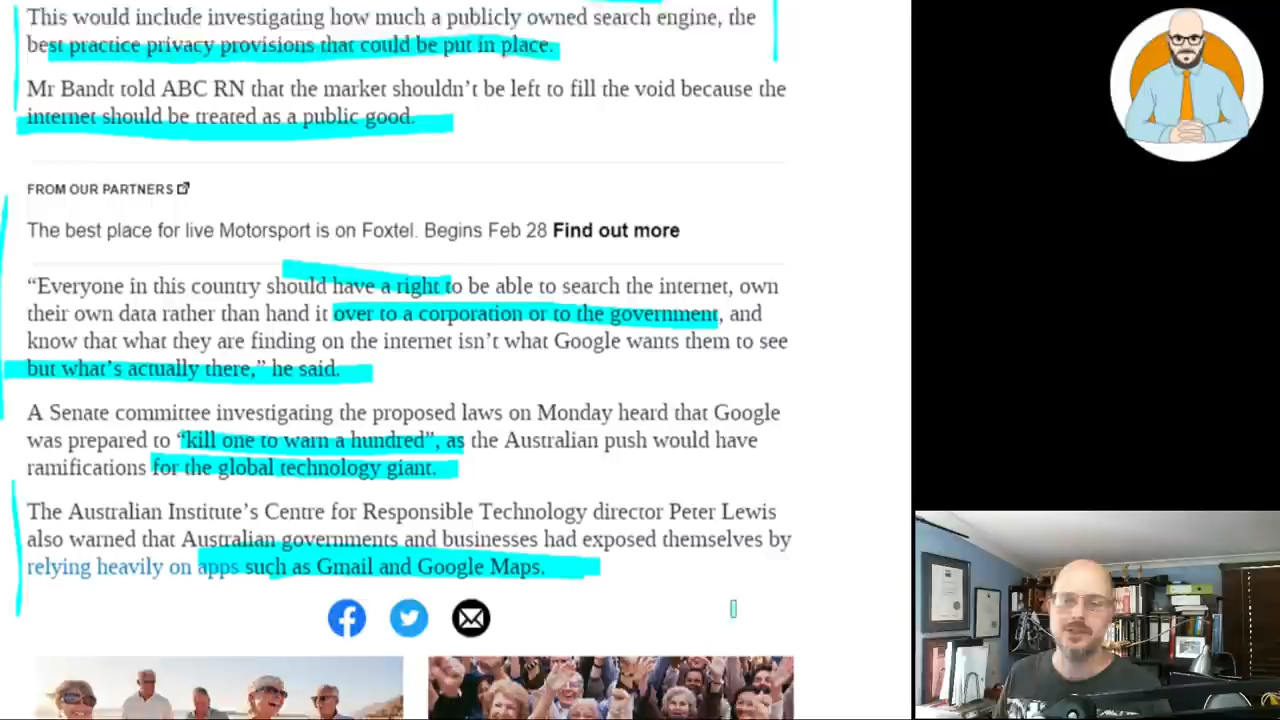 This would include investigating how much a publicly owned search engine, the
best practice privacy provisions that could be put in place.
Mr Bandt told ABC RN that the market shouldn’t be left to fill the void because the
internet should be treated as a public good.
FROM OUR PARTNERS
The best place for live Motorsport is on Foxtel. Begins Feb 28 Find out more
“Everyone in this country should have a right to be able to search the internet, own
their own data rather than hand it over to a corporation or to the government, and
know that what they are finding on the internet isn’t what Google wants them to see
but what’s actually there,” he said.
A Senate committee investigating the proposed laws on Monday heard that Google
was prepared to “kill one to warn a hundred”, as the Australian push would have
ramifications for the global technology giant.
The Australian Institute’s Centre for Responsible Technology director Peter Lewis
also warned that Australian governments and businesses had exposed themselves by
relying heavily on apps such as Gmail and Google Maps.